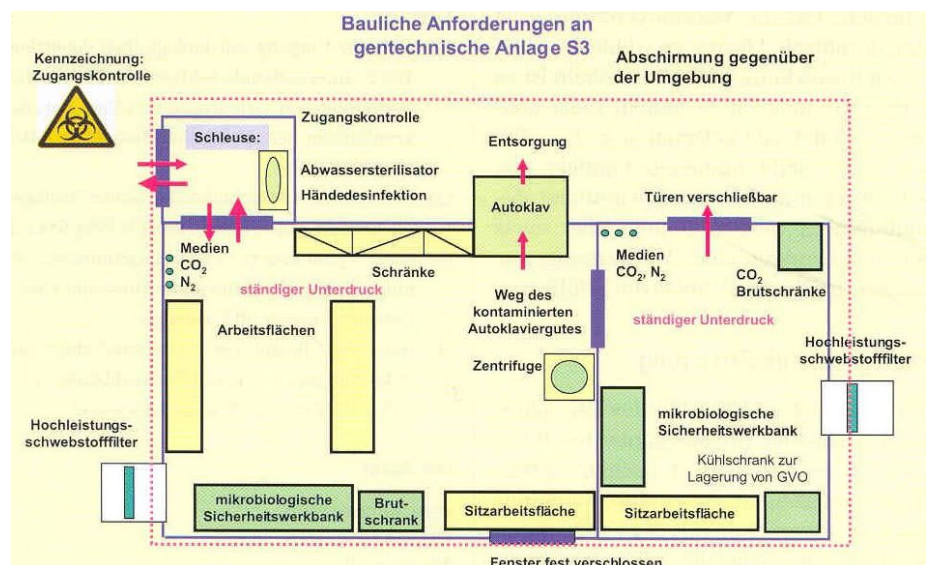 Bauliche Anforderungen an
gentechnische Anlage S3
Kennzeichnung:
Zugangskontrolle
Abschirmung gegenüber
der Umgebung
Zugangskontrolle
Schleuse:
Abwassersterilisator
Händedesinfektion
Entsorgung
Autoklav
Türen verschließbar
Medien
CO₂
N₂
Schränke
Medien
CO₂, N₂
CO₂
Brutschränke
ständiger Unterdruck
Weg des
kontaminierten
Autoklaviergutes
ständiger Unterdruck
Arbeitsflächen
Zentrifuge
Hochleistungs-
schwebstofffilter
Hochleistungs-
schwebstofffilter
mikrobiologische
Sicherheitswerkbank
Kühlschrank zur
Lagerung von GVO
mikrobiologische
Sicherheitswerkbank
Brut-
schrank
Sitzarbeitsfläche
Sitzarbeitsfläche
Fenster fest verschlossen